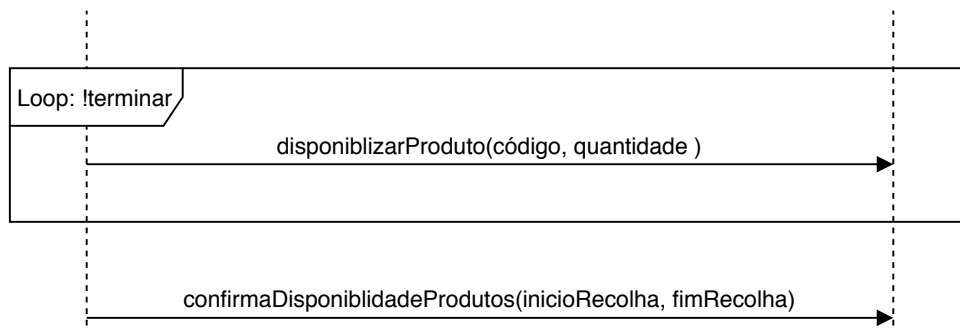 Loop: !terminar
disponiblizarProduto(código, quantidade )
confirmaDisponiblidadeProdutos(inicioRecolha, fimRecolha)